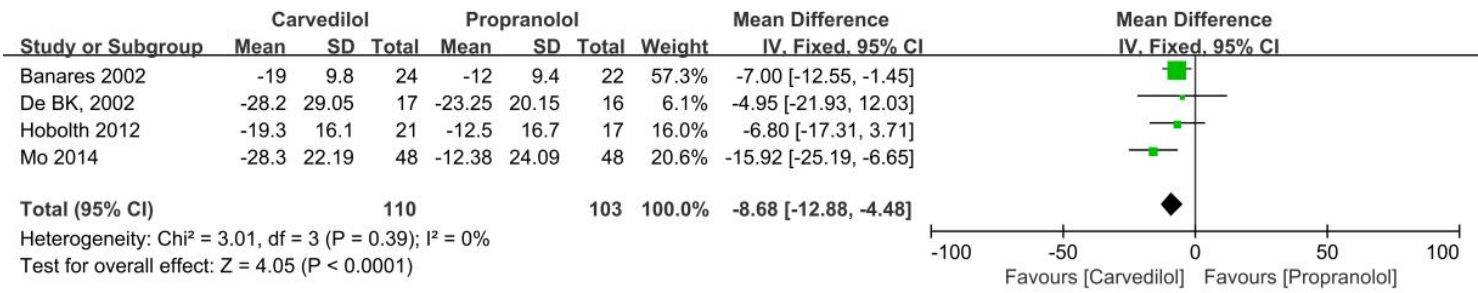 Carvedilol Propranolol Mean Difference Mean Difference
Study or Subgroup Mean SD Total Mean SD Total Weight IV, Fixed, 95% CI IV, Fixed, 95% CI
Banares 2002 -19 9.8 24 -12 9.4 22 57.3% -7.00 [-12.55, -1.45]
De BK, 2002 -28.2 29.05 17 -23.25 20.15 16 6.1% -4.95 [-21.93, 12.03]
Hobolth 2012 -19.3 16.1 21 -12.5 16.7 17 16.0% -6.80 [-17.31, 3.71]
Mo 2014 -28.3 22.19 48 -12.38 24.09 48 20.6% -15.92 [-25.19, -6.65]
Total (95% CI) 110 103 100.0% -8.68 [-12.88, -4.48]
Heterogeneity: Chi² = 3.01, df = 3 (P = 0.39); I² = 0%
Test for overall effect: Z = 4.05 (P < 0.0001)
-100 -50 0 50 100
Favours [Carvedilol] Favours [Propranolol]